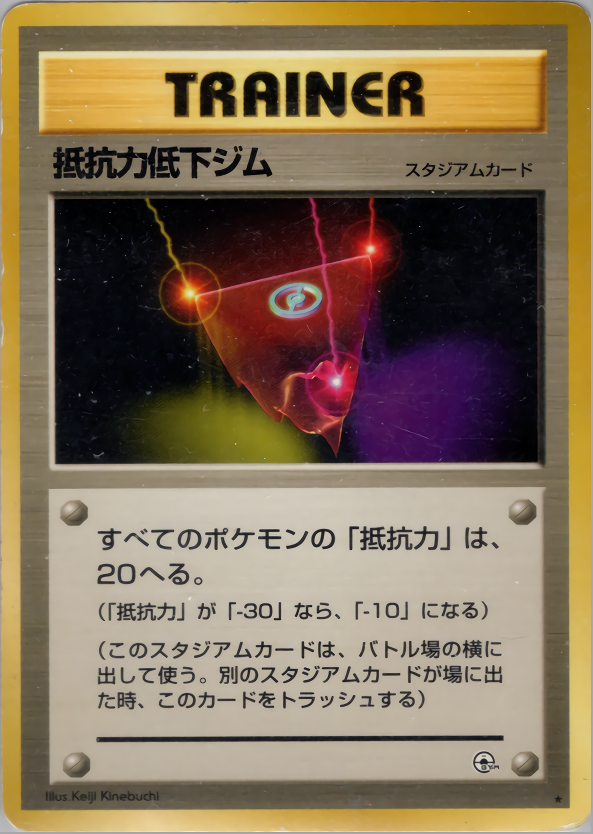 TRAINER
抵抗力低下ジム
スタジアムカード
すべてのポケモンの「抵抗力」は、
20へる。
(「抵抗力」が「-30」なら、「-10」になる)
(このスタジアムカードは、バトル場の横に
出して使う。別のスタジアムカードが場に出
た時、このカードをトラッシュする)
GYM
Illus. Keiji Kinebuchi
★